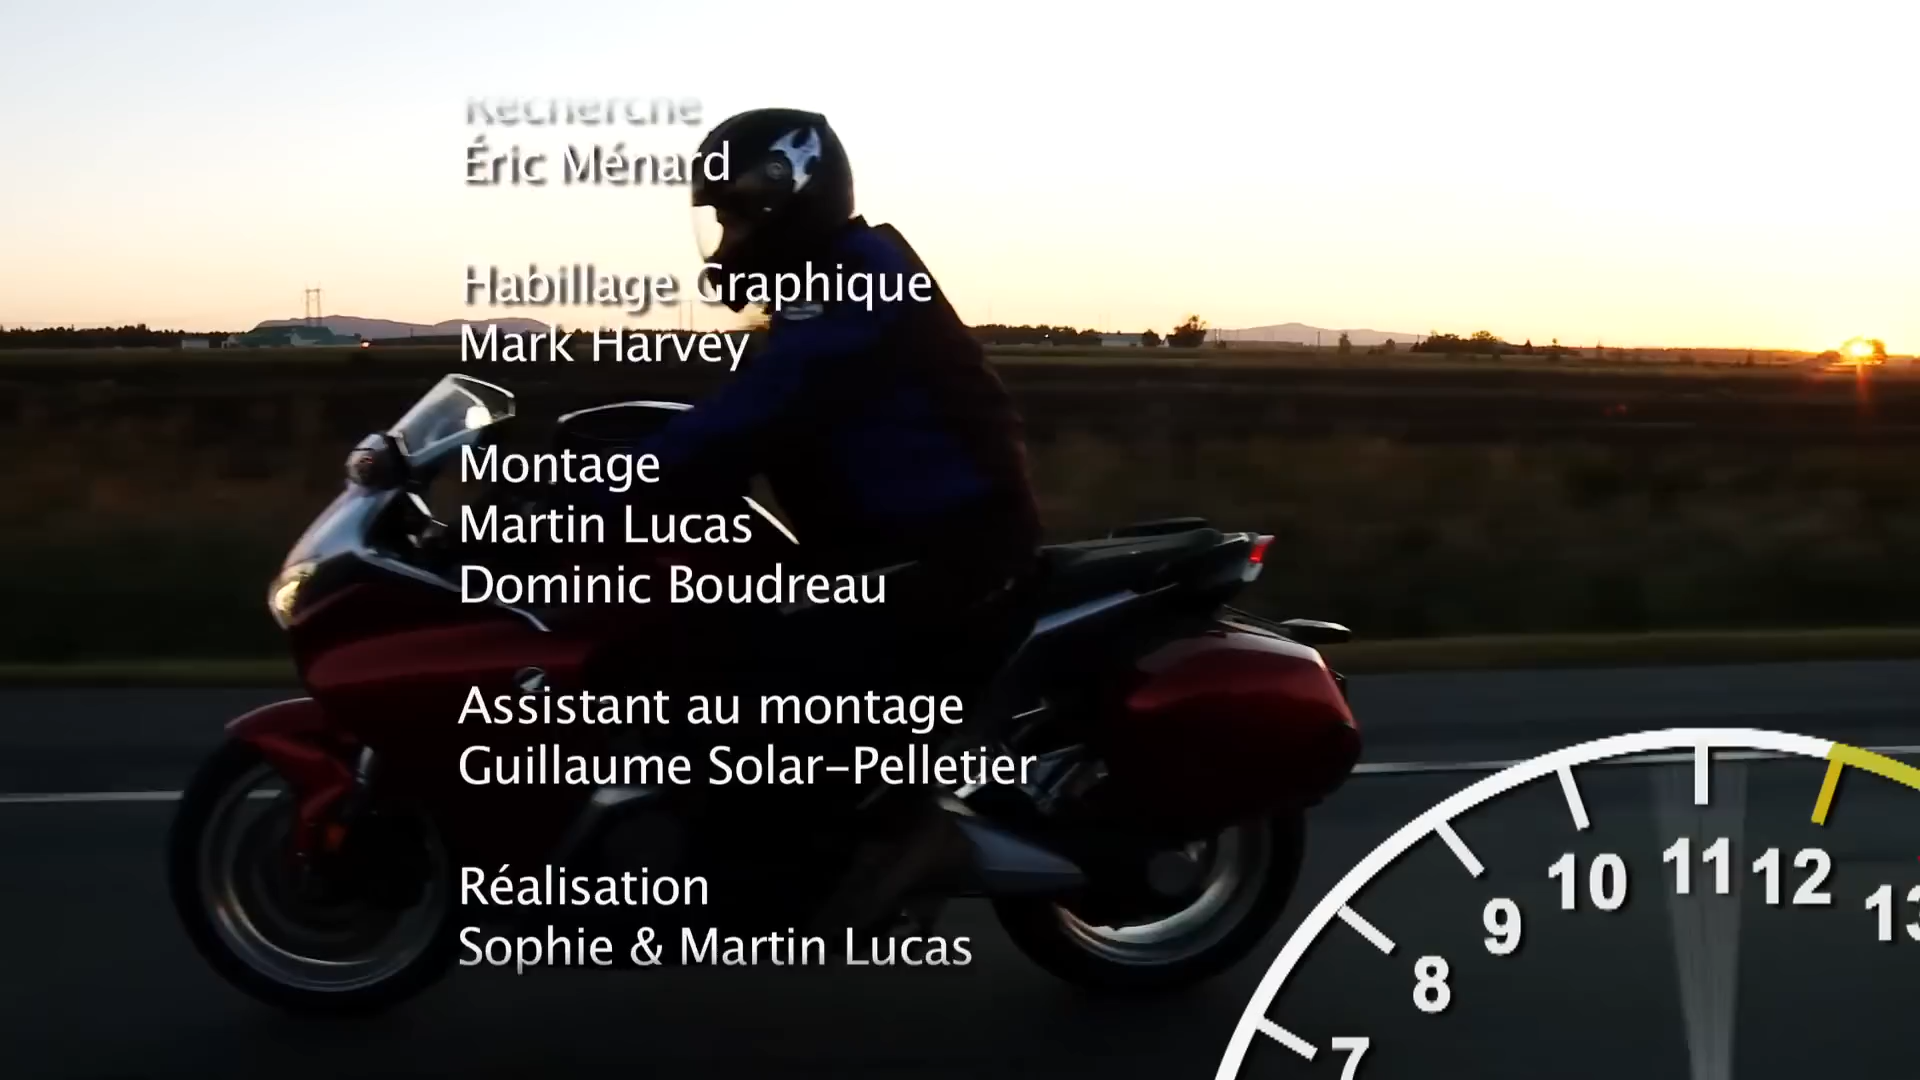 Recherche
Éric Ménard
Habillage Graphique
Mark Harvey
Montage
Martin Lucas
Dominic Boudreau
Assistant au montage
Guillaume Solar-Pelletier
Réalisation
Sophie & Martin Lucas
7 8 9 10 11 12